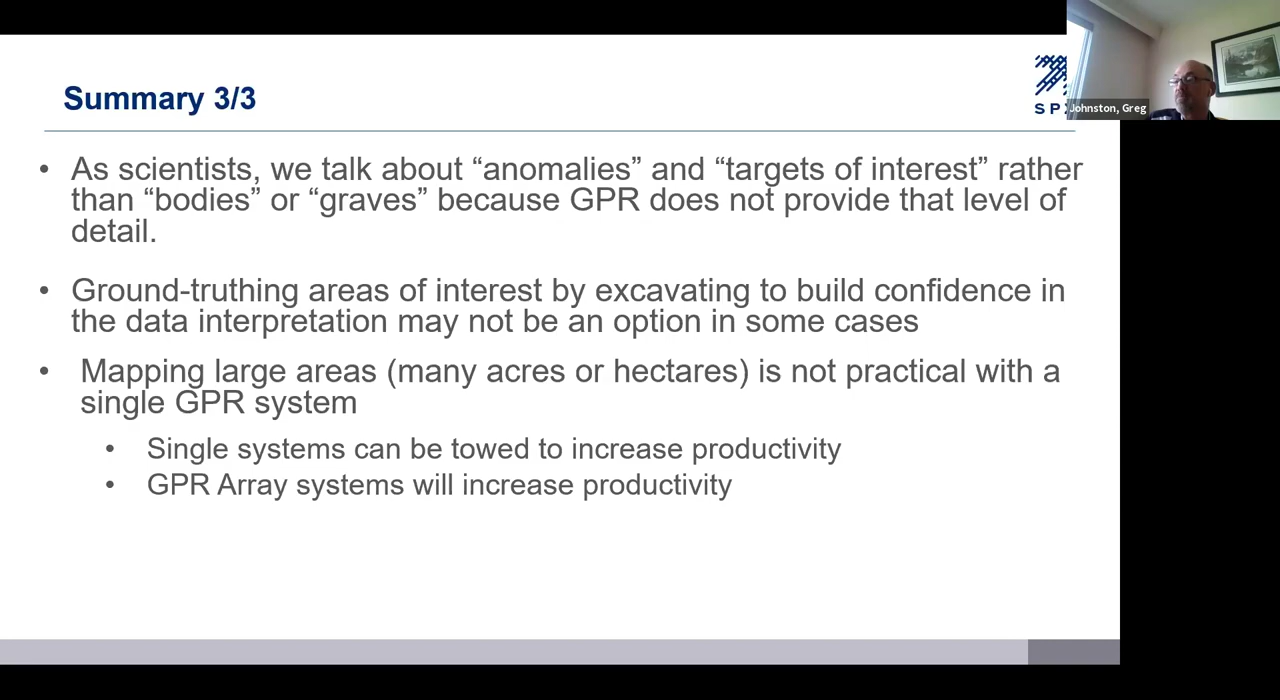 Summary 3/3
SP
Johnston, Greg
• As scientists, we talk about “anomalies” and “targets of interest” rather
than “bodies” or “graves” because GPR does not provide that level of
detail.
• Ground-truthing areas of interest by excavating to build confidence in
the data interpretation may not be an option in some cases
• Mapping large areas (many acres or hectares) is not practical with a
single GPR system
• Single systems can be towed to increase productivity
• GPR Array systems will increase productivity